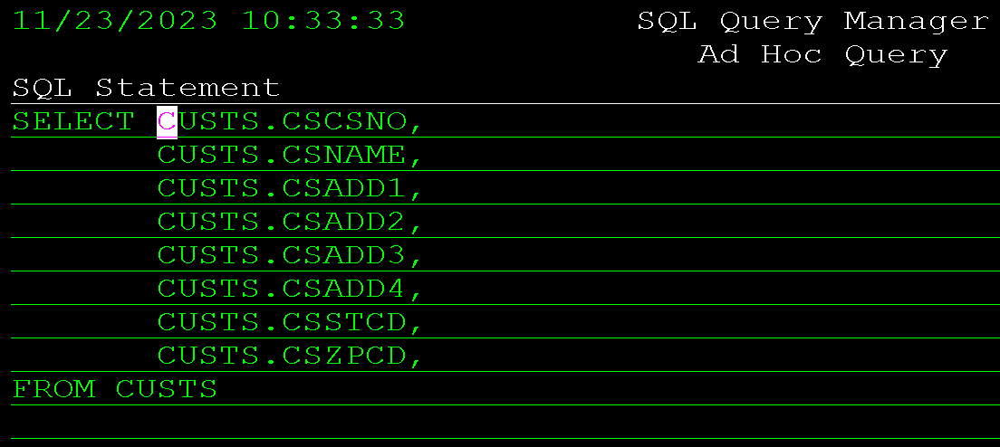 11/23/2023 10:33:33 SQL Query Manager
Ad Hoc Query
SQL Statement
SELECT CUSTS.CSCSNO,
CUSTS.CSNAME,
CUSTS.CSADD1,
CUSTS.CSADD2,
CUSTS.CSADD3,
CUSTS.CSADD4,
CUSTS.CSSTCD,
CUSTS.CSZPCD,
FROM CUSTS